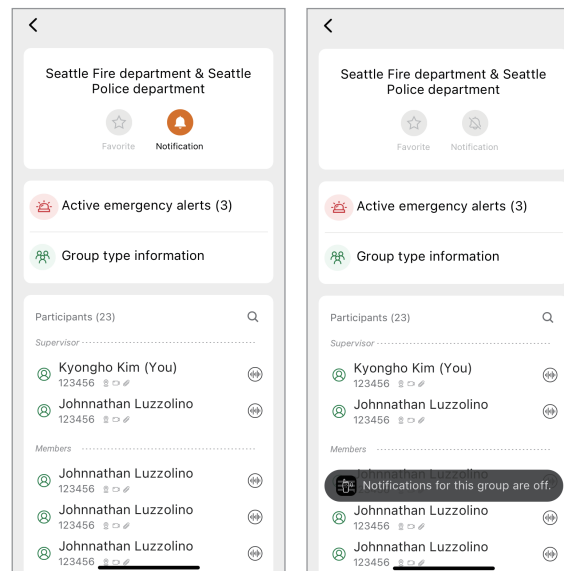 Seattle Fire department & Seattle
Police department
Favorite
Notification
Active emergency alerts (3)
Group type information
Participants (23)
Supervisor
Kyongho Kim (You)
123456
Johnnathan Luzzolino
123456
Members
Johnnathan Luzzolino
123456
Johnnathan Luzzolino
123456
Johnnathan Luzzolino
123456
Seattle Fire department & Seattle
Police department
Favorite
Notification
Active emergency alerts (3)
Group type information
Participants (23)
Supervisor
Kyongho Kim (You)
123456
Johnnathan Luzzolino
123456
Members
Johnnathan Luzzolino
Notifications for this group are off.
Johnnathan Luzzolino
123456
Johnnathan Luzzolino
123456